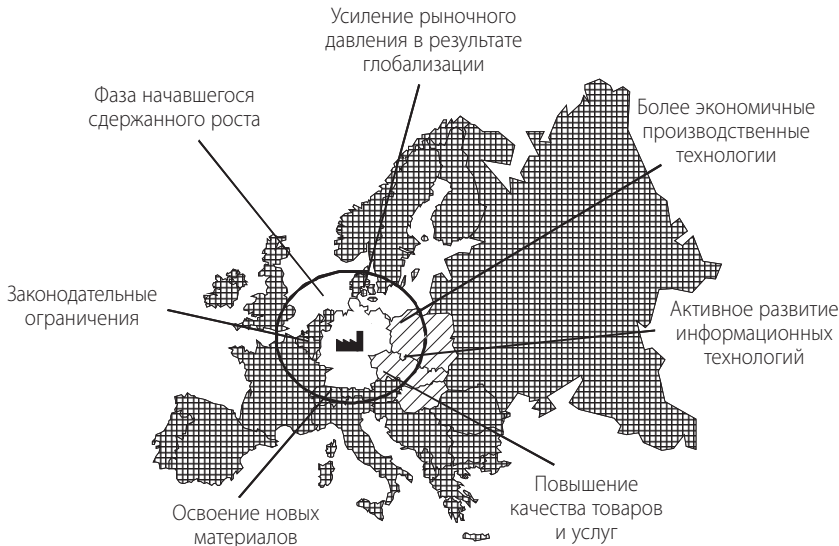 Усиление рыночного
давления в результате
глобализации
Фаза начавшегося
сдержанного роста
Более экономичные
производственные
технологии
Законодательные
ограничения
Активное развитие
информационных
технологий
Освоение новых
материалов
Повышение
качества товаров
и услуг